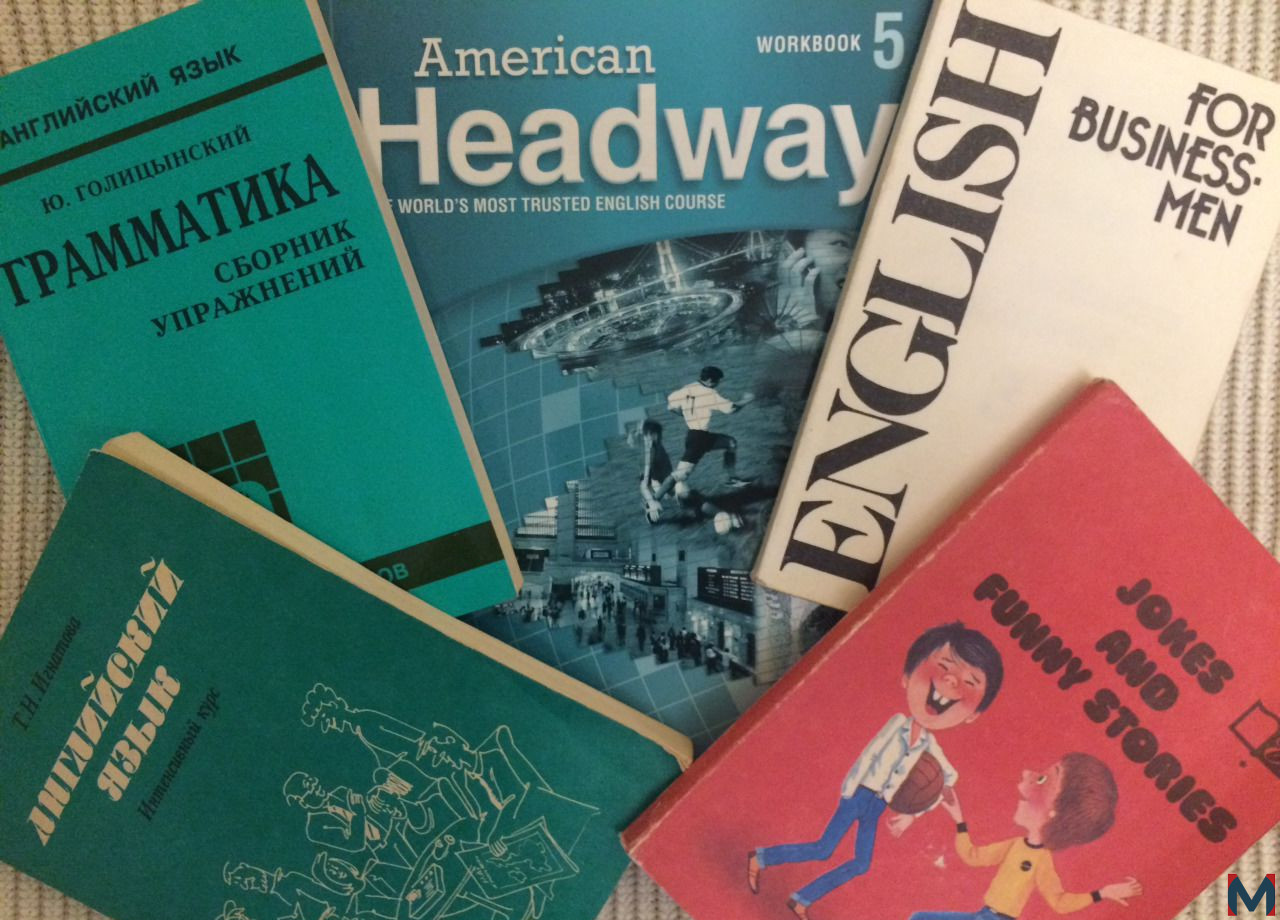 АНГЛИЙСКИЙ ЯЗЫК
Ю. ГОЛИЦЫНСКИЙ
ГРАММАТИКА
СБОРНИК
УПРАЖНЕНИЙ
ОВ
American
WORKBOOK 5
Headway
WORLD'S MOST TRUSTED ENGLISH COURSE
ENGLISH
FOR
BUSINESS-
MEN
Т.Н. Игнатова
АНГЛИЙСКИЙ
ЯЗЫК
Интенсивный курс
JOKES
AND
FUNNY STORIES
M